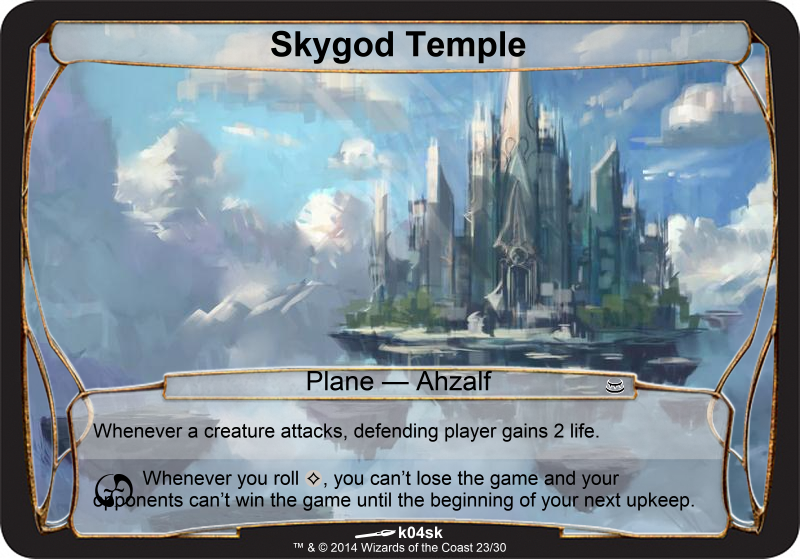 Skygod Temple
Plane — Ahzalf
Whenever a creature attacks, defending player gains 2 life.
Whenever you roll , you can't lose the game and your
opponents can't win the game until the beginning of your next upkeep.
k04sk
™ & © 2014 Wizards of the Coast 23/30